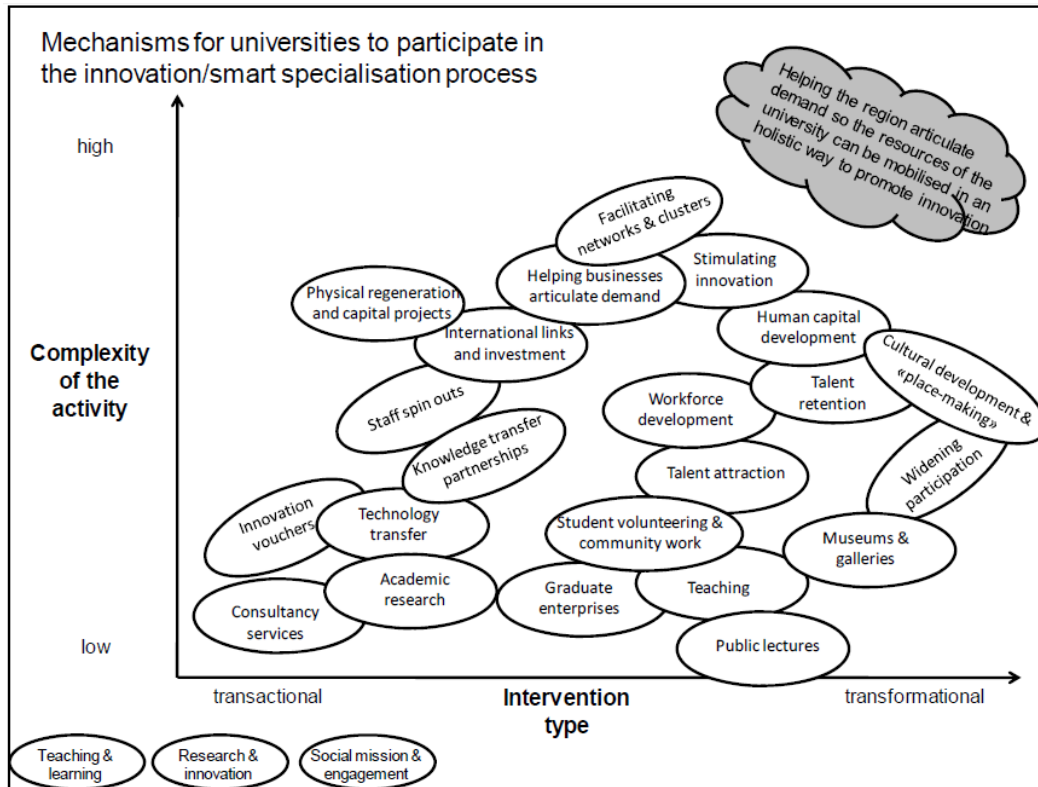 Mechanisms for universities to participate in
the innovation/smart specialisation process
Helping the region articulate
demand so the resources of the
university can be mobilised in an
holistic way to promote innovation
high
Facilitating
networks & clusters
Stimulating
innovation
Helping businesses
articulate demand
Physical regeneration
and capital projects
Human capital
development
International links
and investment
Complexity
of the
activity
Cultural development &
«place-making»
Talent
retention
Workforce
development
Staff spin outs
Knowledge transfer
partnerships
Talent attraction
Widening
participation
Innovation
vouchers
Technology
transfer
Student volunteering &
community work
Museums &
galleries
Academic
research
Graduate
enterprises
Teaching
Consultancy
services
Public lectures
low
transactional
Intervention
type
transformational
Teaching &
learning
Research &
innovation
Social mission &
engagement